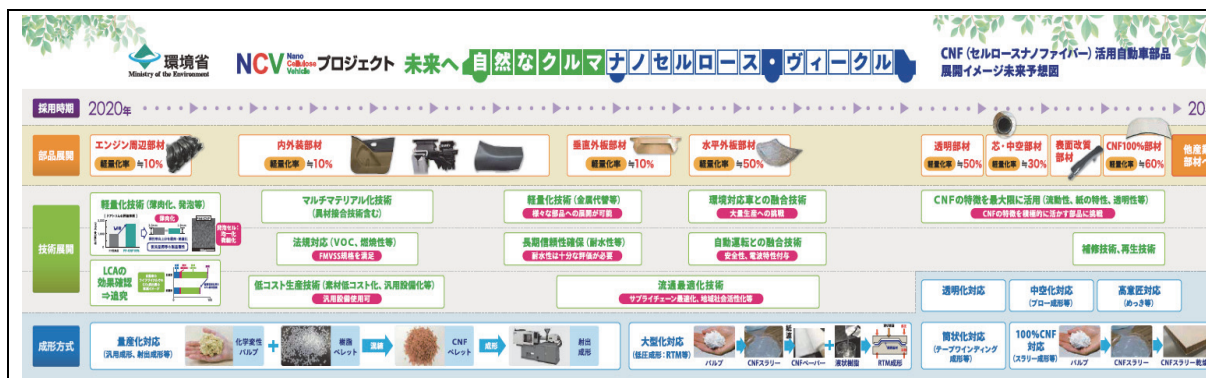 環境省
Ministry of the Environment
NCV Nano Cellulose Vehicle プロジェクト 未来へ 自然なクルマ ナノセルロース・ヴィークル
CNF(セルロースナノファイバー)活用自動車部品
展開イメージ未来予想図
採用時期 2020年 20
部品展開
エンジン周辺部材
軽量化率 ≒10%
内外装部材
軽量化率 ≒10%
垂直外板部材
軽量化率 ≒10%
水平外板部材
軽量化率 ≒50%
透明部材
軽量化率 ≒50%
芯・中空部材
軽量化率 ≒30%
表面改質
部材
CNF100%部材
軽量化率 ≒60%
他産業
部材へ
技術展開
軽量化技術(薄肉化、発泡等)
薄肉化
マルチマテリアル化技術
(異材接合技術含む)
軽量化技術(金属代替等)
様々な部品への展開が可能
環境対応車との融合技術
大量生産への挑戦
CNFの特徴を最大限に活用(流動性、紙の特性、透明性等)
CNFの特徴を積極的に活かす部品に挑戦
法規対応(VOC、燃焼性等)
FMVSS規格を満足
長期信頼性確保(耐水性等)
耐水性は十分な評価が必要
自動運転との融合技術
安全性、電波特性付与
補修技術、再生技術
LCAの
効果確認
⇒追究
低コスト生産技術(素材低コスト化、汎用設備化等)
汎用設備使用可
流通最適化技術
サプライチェーン最適化、地域社会活性化等
透明化対応
中空化対応
(ブロー成形等)
高意匠対応
(めっき等)
成形方式
量産化対応
(汎用成形、射出成形等)
化学変性
パルプ
+
樹脂
ペレット
混練
CNF
ペレット
成形
射出
成形
大型化対応
(低圧成形:RTM等)
パルプ
CNFスラリー
抄紙
CNFペーパー
+
液状樹脂
RTM成形
筒状化対応
(テープワインディング
成形等)
100%CNF
対応
(スラリー成形等)
パルプ
CNFスラリー
CNFスラリー乾燥